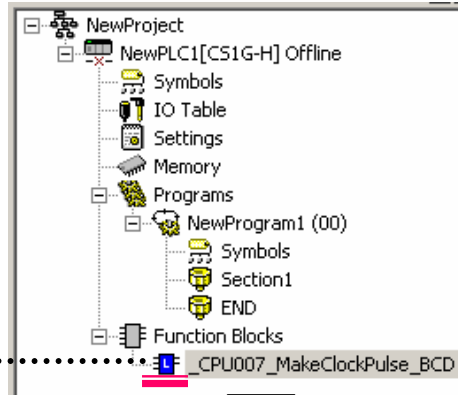 NewProject
NewPLC1[CS1G-H] Offline
Symbols
IO Table
Settings
Memory
Programs
NewProgram1 (00)
Symbols
Section1
END
Function Blocks
L _CPU007_MakeClockPulse_BCD